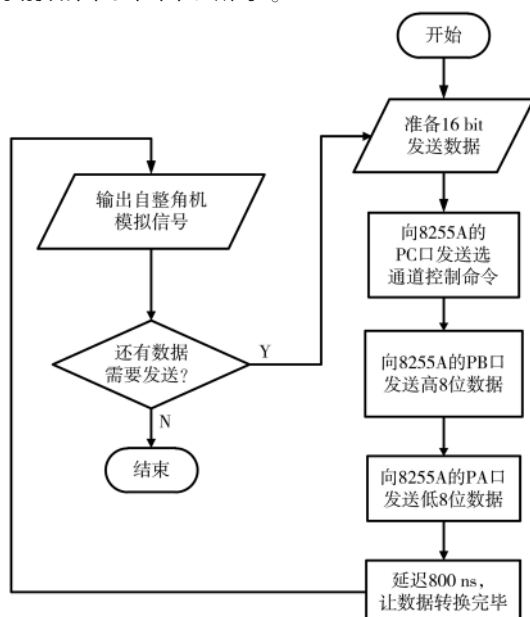 开始
准备16 bit
发送数据
向8255A的
PC口发送选
通道控制命令
向8255A的PB口
发送高8位数据
向8255A的PA口
发送低8位数据
延迟800 ns,
让数据转换完毕
输出自整角机
模拟信号
还有数据
需要发送?
Y
N
结束